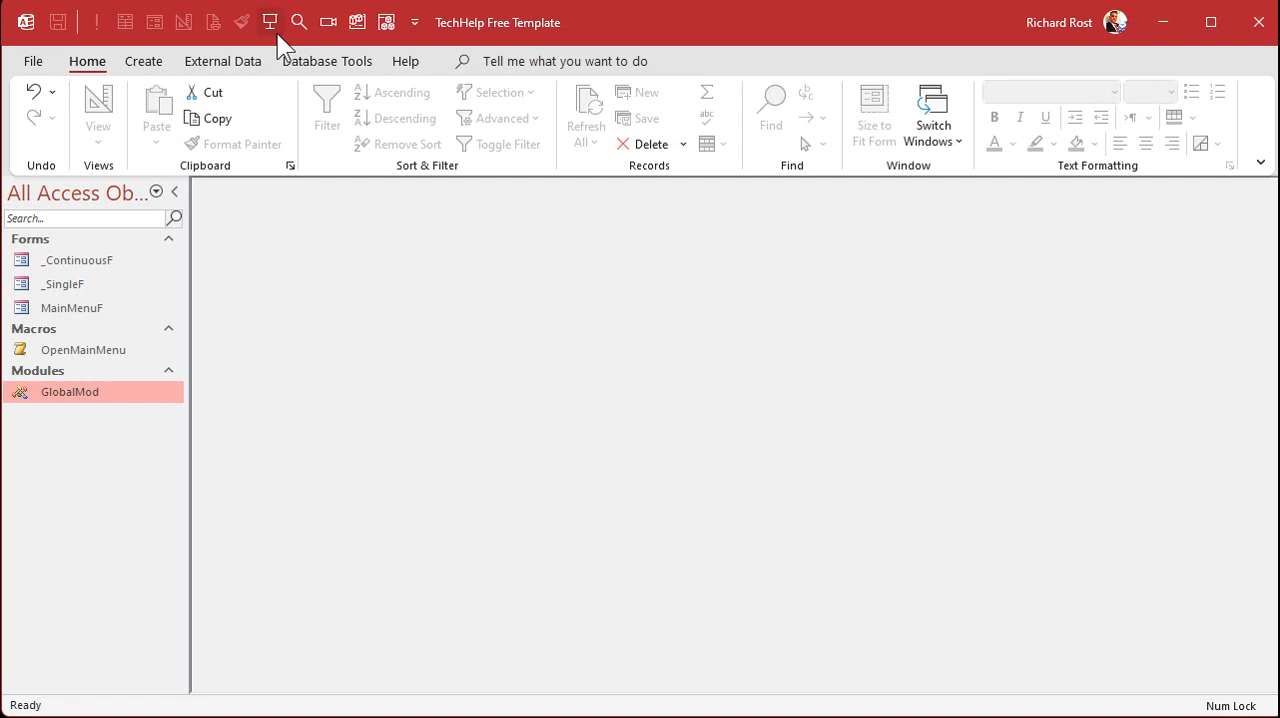 TechHelp Free Template
Richard Rost
File
Home
Create
External Data
Database Tools
Help
Tell me what you want to do
Undo
View
Views
Paste
Cut
Copy
Format Painter
Clipboard
Filter
Ascending
Descending
Remove Sort
Selection
Advanced
Toggle Filter
Sort & Filter
Refresh
All
New
Save
Delete
abc
Records
Find
Find
Size to
Fit Form
Switch
Windows
Window
B I U
A
Text Formatting
All Access Ob...
Search...
Forms
_ContinuousF
_SingleF
MainMenuF
Macros
OpenMainMenu
Modules
GlobalMod
Ready
Num Lock